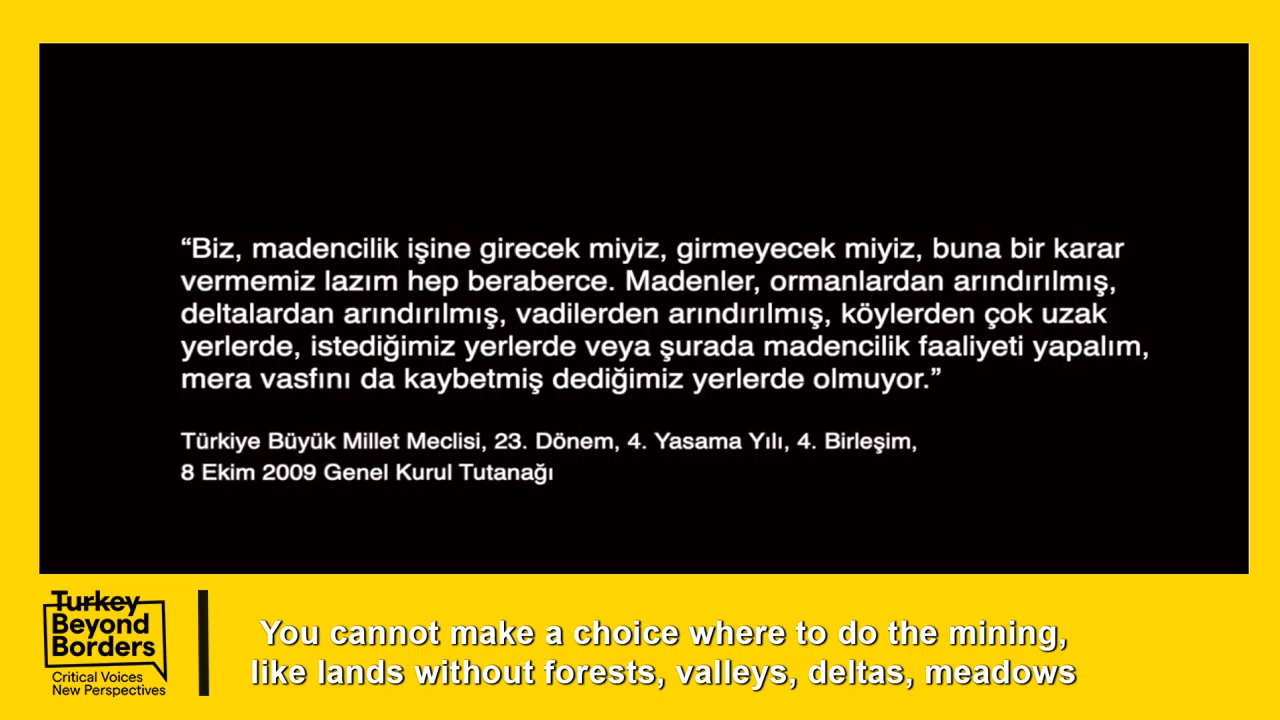 “Biz, madencilik işine girecek miyiz, girmeyecek miyiz, buna bir karar
vermemiz lazım hep beraberce. Madenler, ormanlardan arındırılmış,
deltalardan arındırılmış, vadilerden arındırılmış, köylerden çok uzak
yerlerde, istediğimiz yerlerde veya şurada madencilik faaliyeti yapalım,
mera vasfını da kaybetmiş dediğimiz yerlerde olmuyor.”
Türkiye Büyük Millet Meclisi, 23. Dönem, 4. Yasama Yılı, 4. Birleşim,
8 Ekim 2009 Genel Kurul Tutanağı
Turkey
Beyond
Borders
Critical Voices
New Perspectives
You cannot make a choice where to do the mining,
like lands without forests, valleys, deltas, meadows